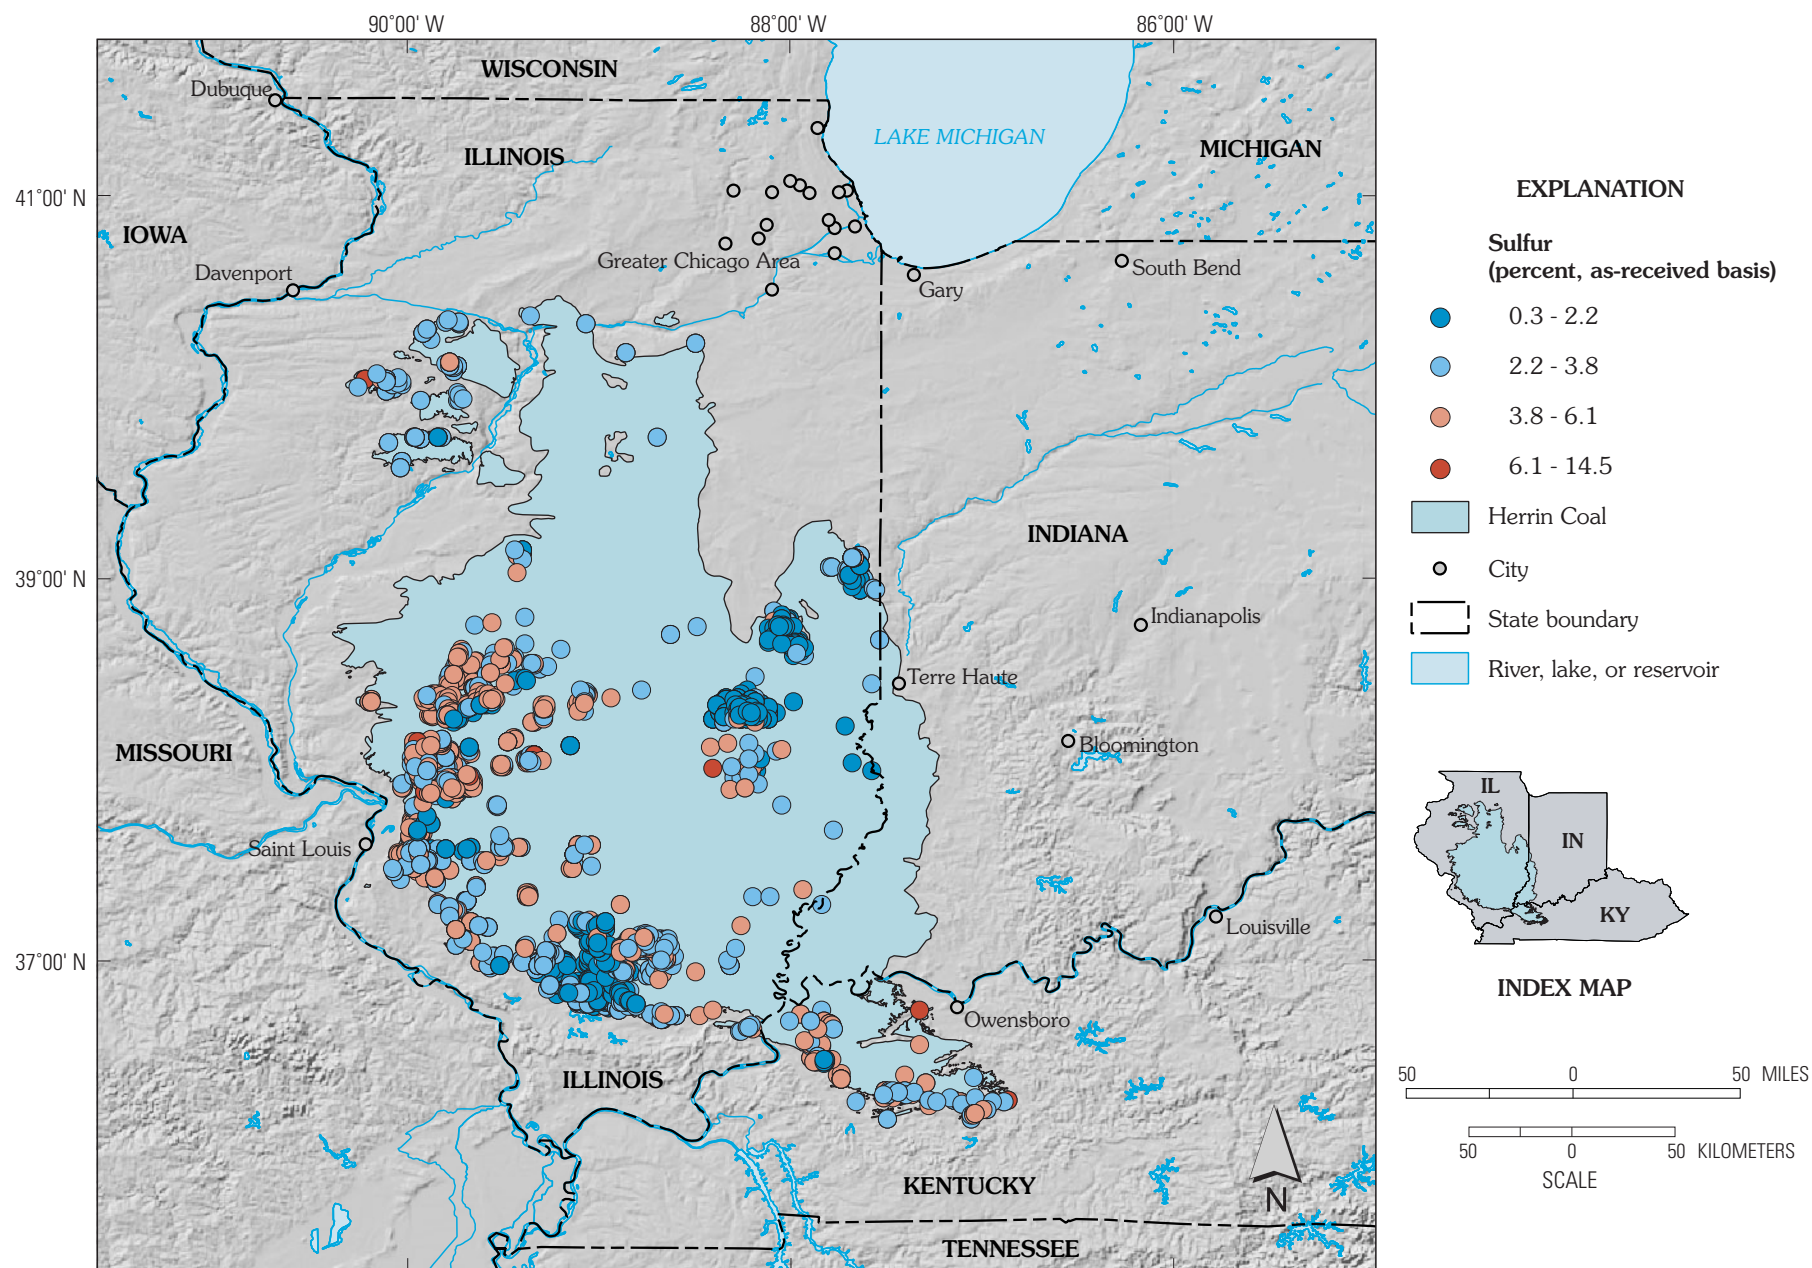 90°00' W
88°00' W
86°00' W
41°00' N
39°00' N
37°00' N
WISCONSIN
Dubuque
LAKE MICHIGAN
ILLINOIS
MICHIGAN
IOWA
Davenport
Greater Chicago Area
Gary
South Bend
INDIANA
Indianapolis
Terre Haute
Bloomington
MISSOURI
Saint Louis
Louisville
Owensboro
ILLINOIS
KENTUCKY
TENNESSEE
N
EXPLANATION
Sulfur
(percent, as-received basis)
0.3 - 2.2
2.2 - 3.8
3.8 - 6.1
6.1 - 14.5
Herrin Coal
City
State boundary
River, lake, or reservoir
IL
IN
KY
INDEX MAP
50 0 50 MILES
50 0 50 KILOMETERS
SCALE